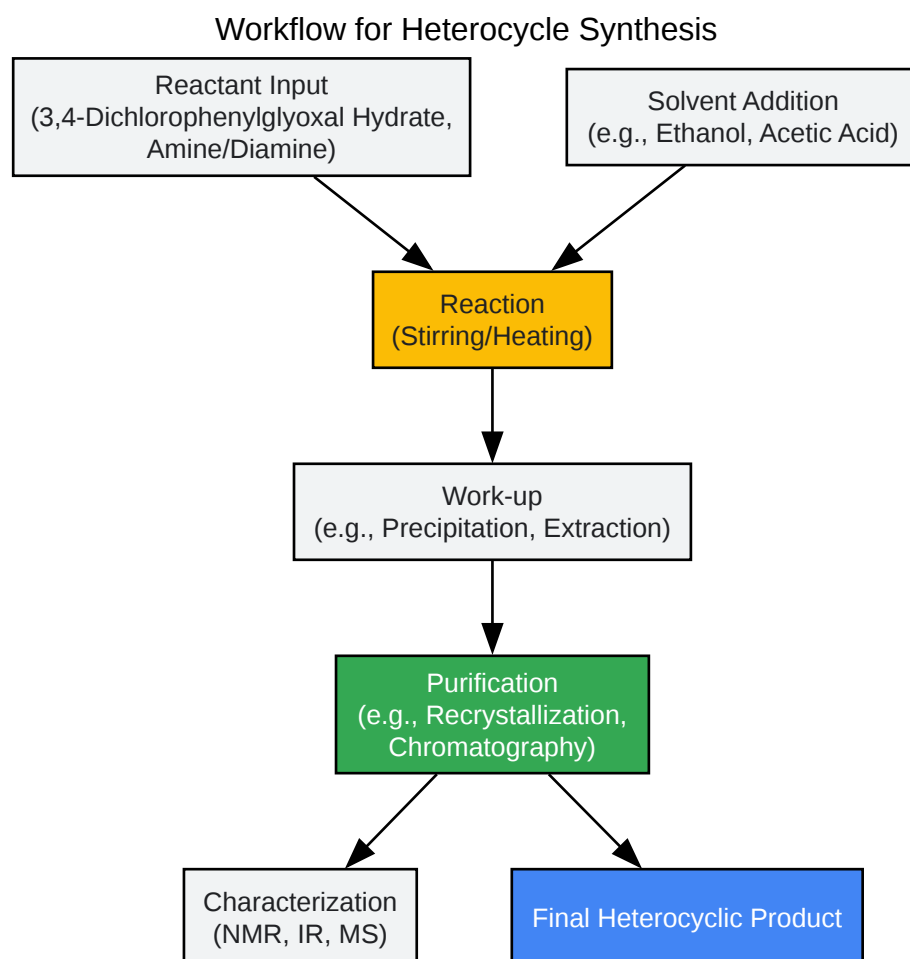 Workflow for Heterocycle Synthesis
Reactant Input
(3,4-Dichlorophenylglyoxal Hydrate,
Amine/Diamine)
Solvent Addition
(e.g., Ethanol, Acetic Acid)
Reaction
(Stirring/Heating)
Work-up
(e.g., Precipitation, Extraction)
Purification
(e.g., Recrystallization,
Chromatography)
Characterization
(NMR, IR, MS)
Final Heterocyclic Product